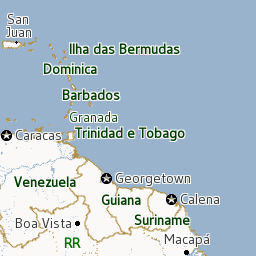 San
Juan
Ilha das Bermudas
Dominica
Barbados
Granada
Caracas
Trinidad e Tobago
Venezuela
Georgetown
Guiana
Calena
Suriname
Boa Vista
RR
Macapá